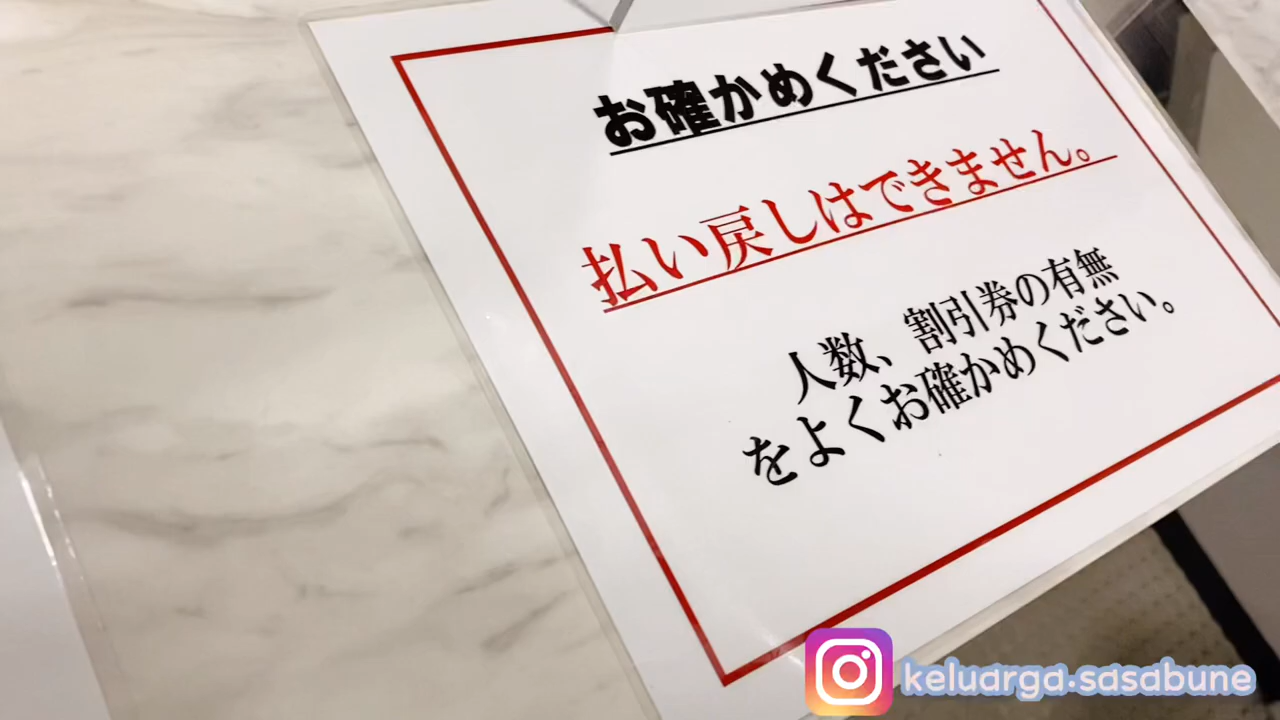 お確かめください
払い戻しはできません。
人数、割引券の有無
をよくお確かめください。
keluarga.sasabune